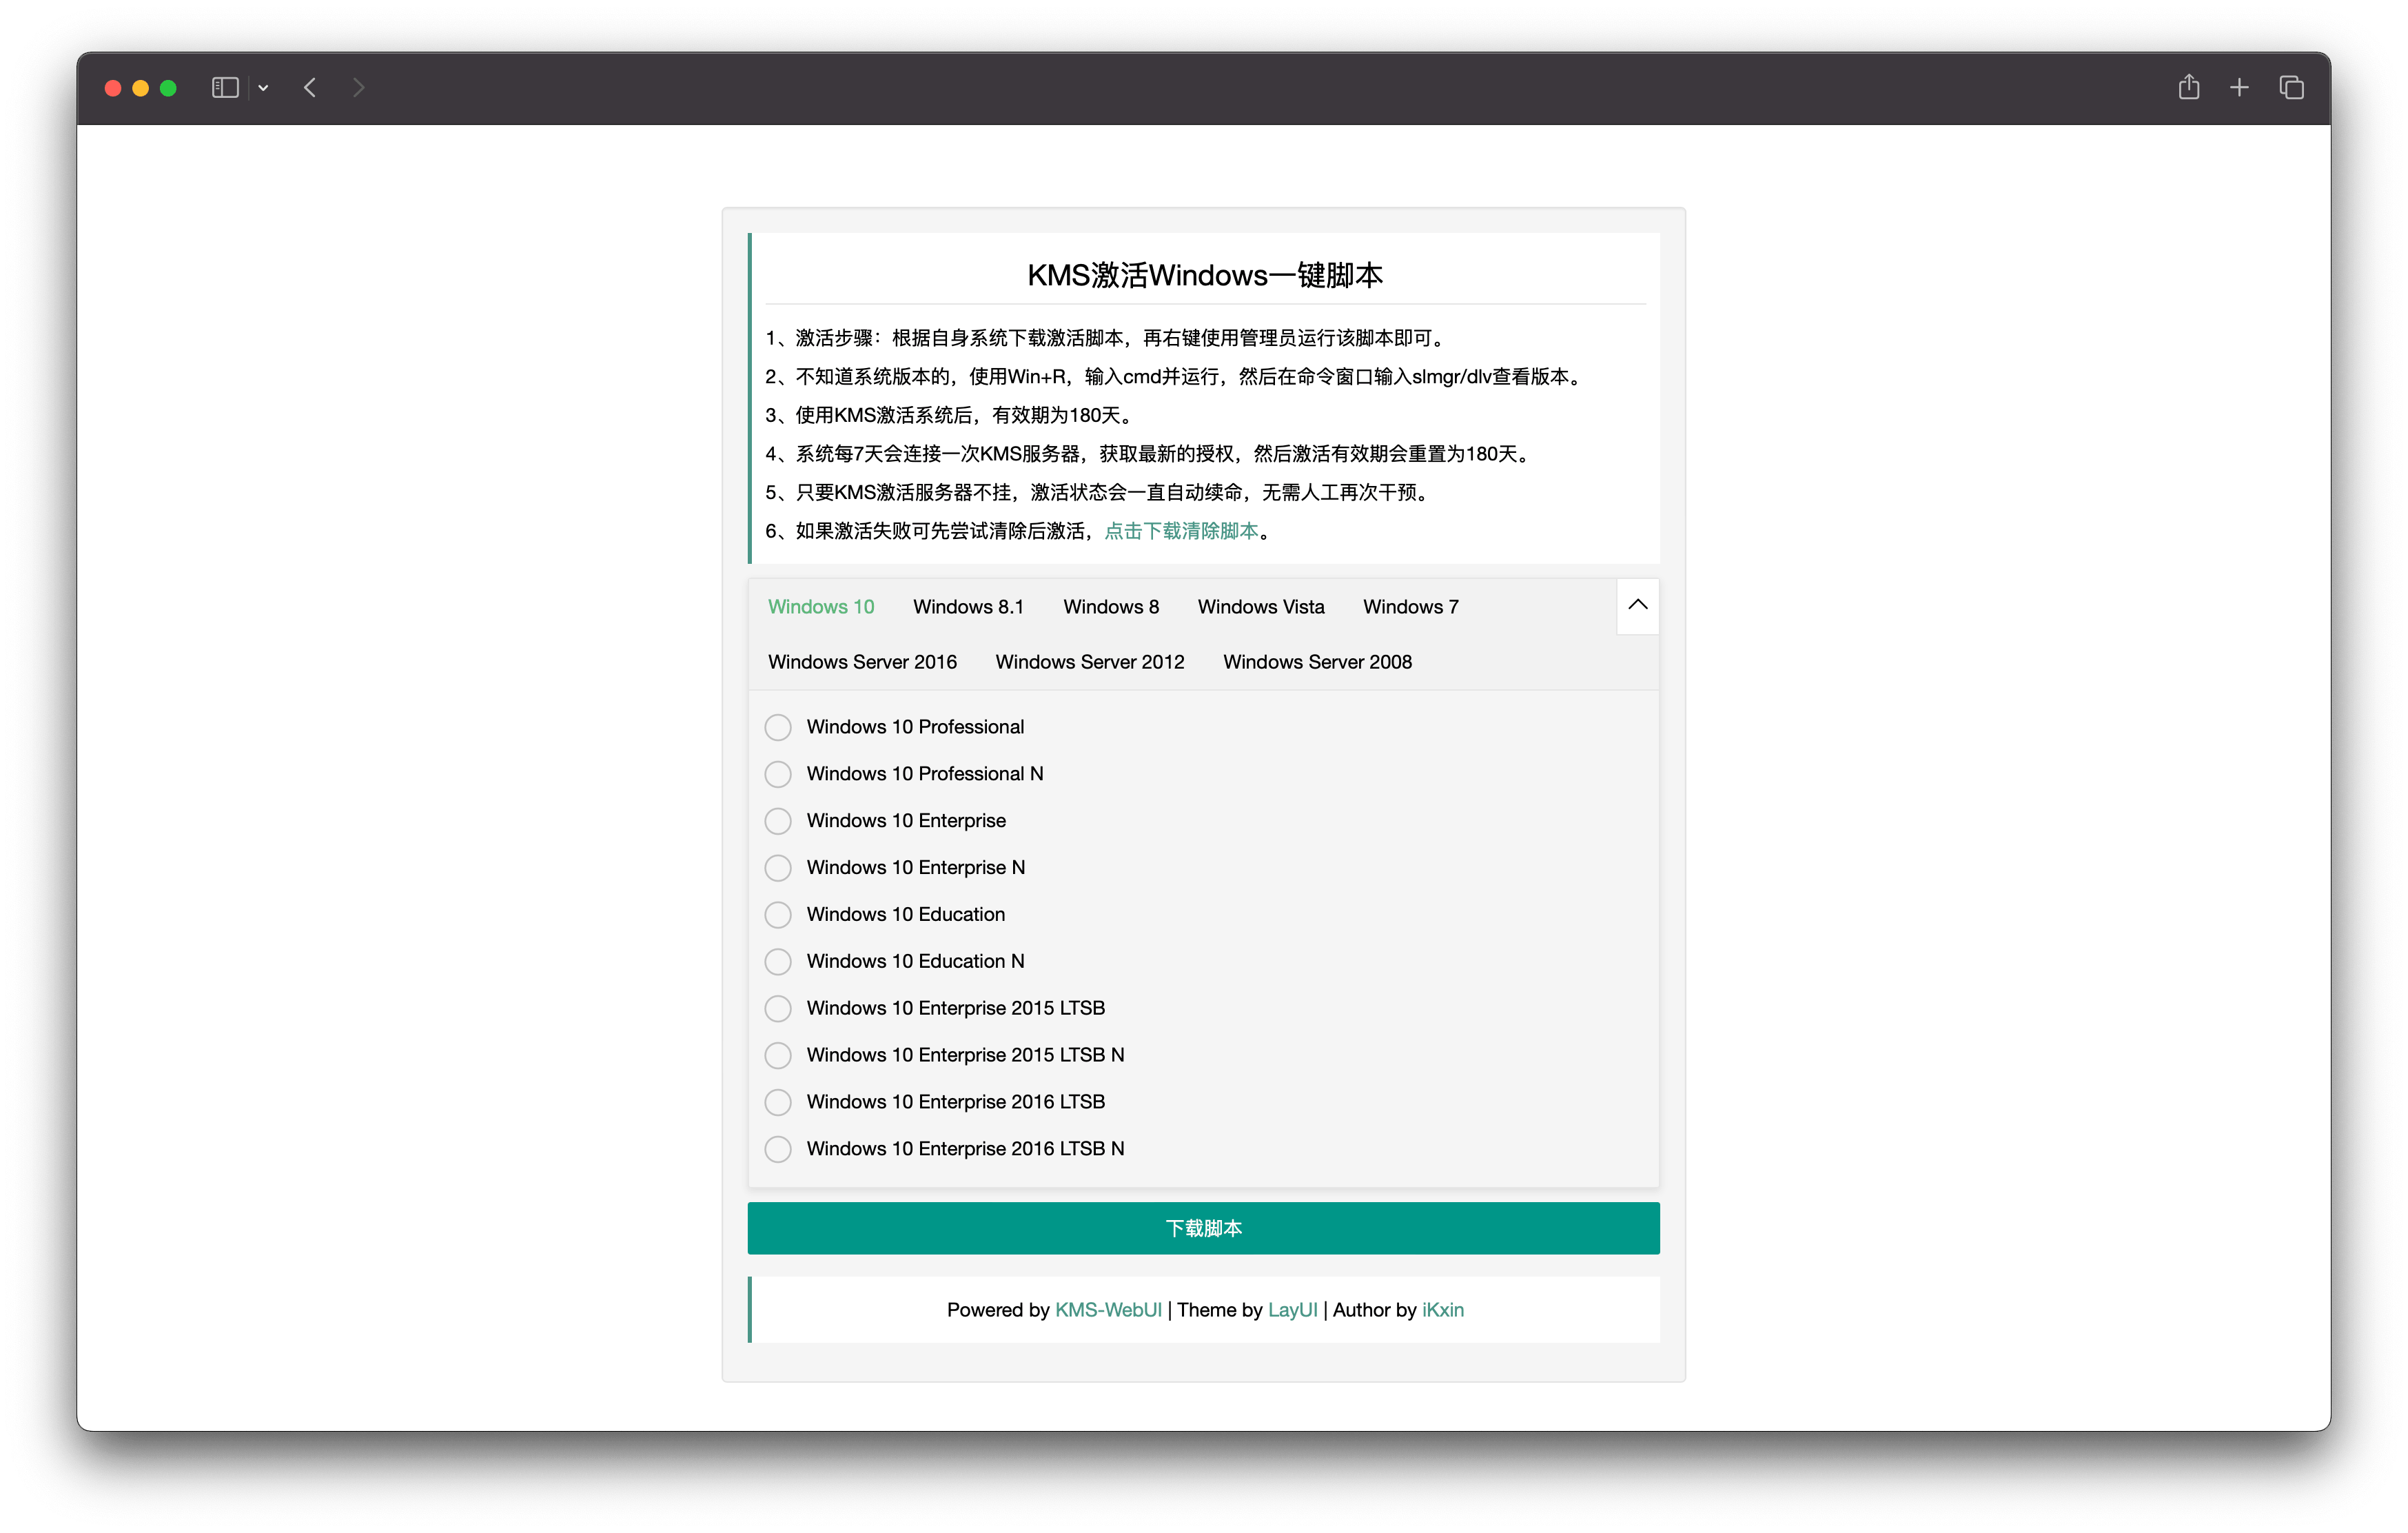 KMS激活Windows一键脚本
1、激活步骤：根据自身系统下载激活脚本，再右键使用管理员运行该脚本即可。
2、不知道系统版本的，使用Win+R，输入cmd并运行，然后在命令窗口输入slmgr/dlv查看版本。
3、使用KMS激活系统后，有效期为180天。
4、系统每7天会连接一次KMS服务器，获取最新的授权，然后激活有效期会重置为180天。
5、只要KMS激活服务器不挂，激活状态会一直自动续命，无需人工再次干预。
6、如果激活失败可先尝试清除后激活，点击下载清除脚本。
Windows 10 Windows 8.1 Windows 8 Windows Vista Windows 7
Windows Server 2016 Windows Server 2012 Windows Server 2008
Windows 10 Professional
Windows 10 Professional N
Windows 10 Enterprise
Windows 10 Enterprise N
Windows 10 Education
Windows 10 Education N
Windows 10 Enterprise 2015 LTSB
Windows 10 Enterprise 2015 LTSB N
Windows 10 Enterprise 2016 LTSB
Windows 10 Enterprise 2016 LTSB N
下载脚本
Powered by KMS-WebUI | Theme by LayUI | Author by iKxin